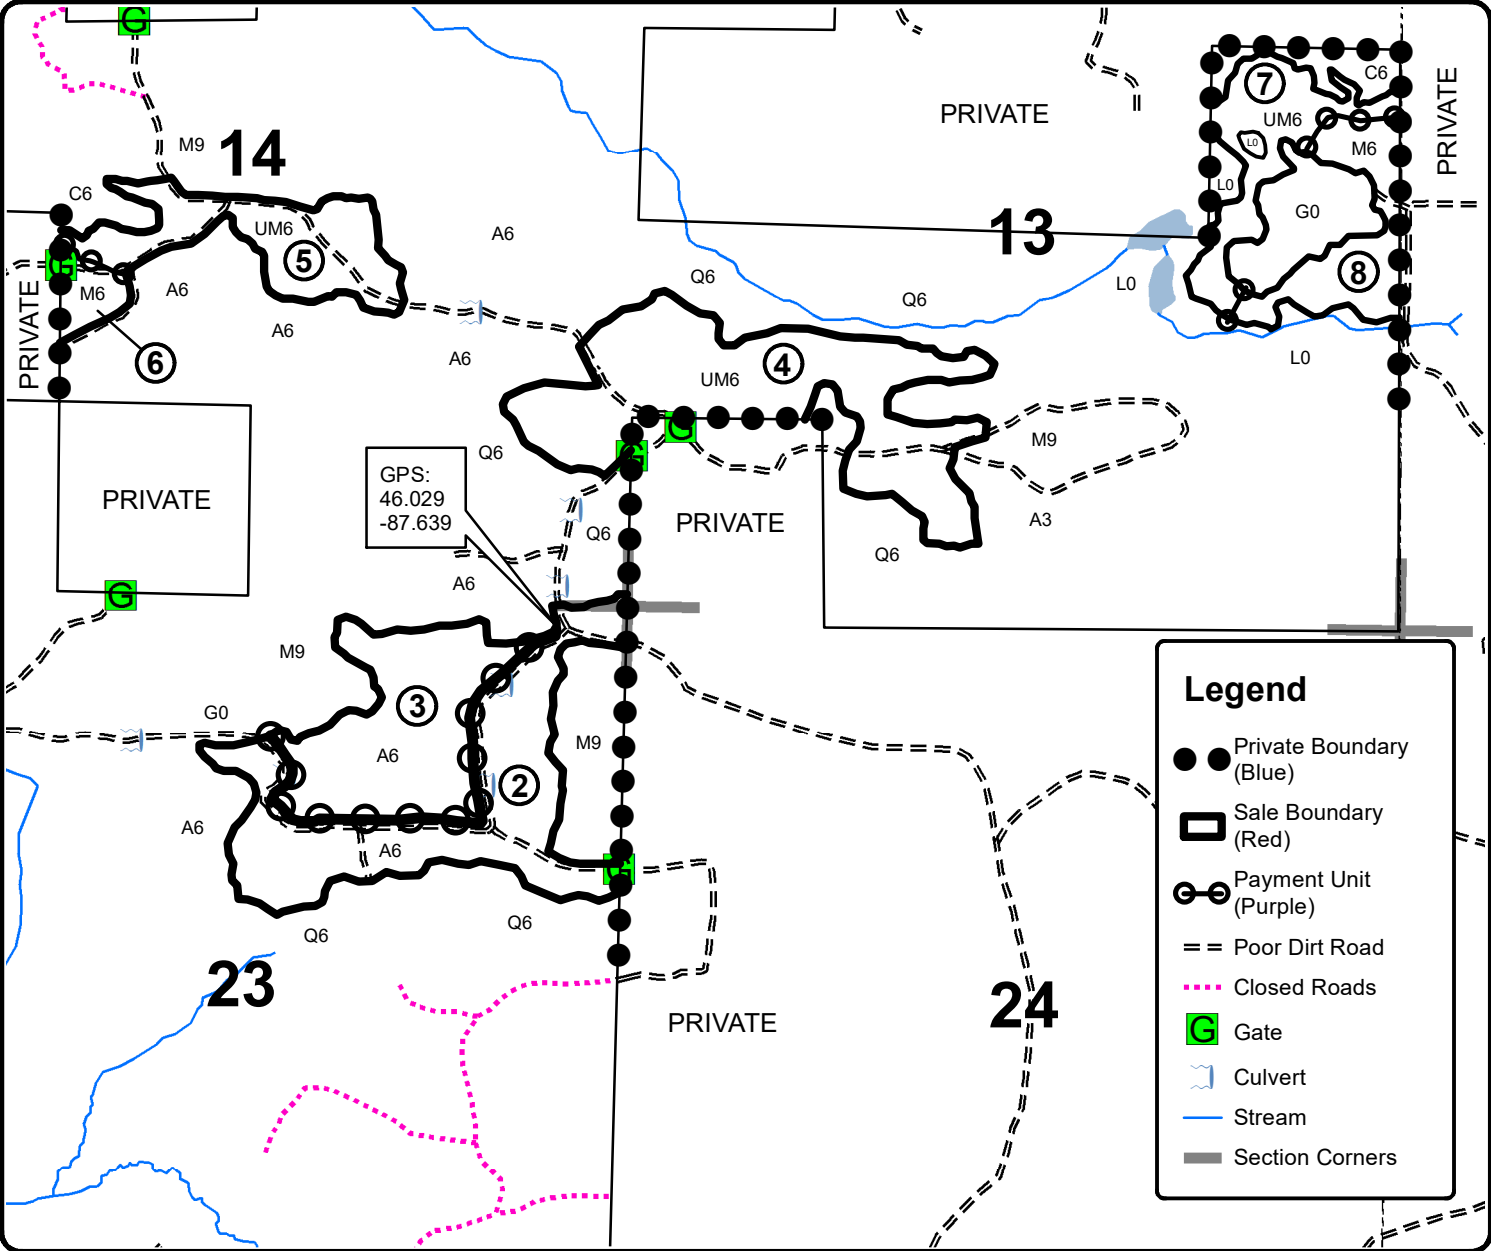 G
M9
14
C6
UM6
5
A6
G
M6
A6
A6
PRIVATE
6
PRIVATE
G
A6
Q6
Q6
A6
UM6
4
G
G
Q6
GPS:
46.029
-87.639
Q6
A6
PRIVATE
Q6
M9
A3
PRIVATE
13
L0
7
C6
UM6
L0
L0
M6
G0
8
L0
PRIVATE
M9
G0
3
A6
2
M9
A6
A6
G
Q6
Q6
23
PRIVATE
24
Legend
Private Boundary
(Blue)
Sale Boundary
(Red)
Payment Unit
(Purple)
Poor Dirt Road
Closed Roads
G
Gate
Culvert
Stream
Section Corners